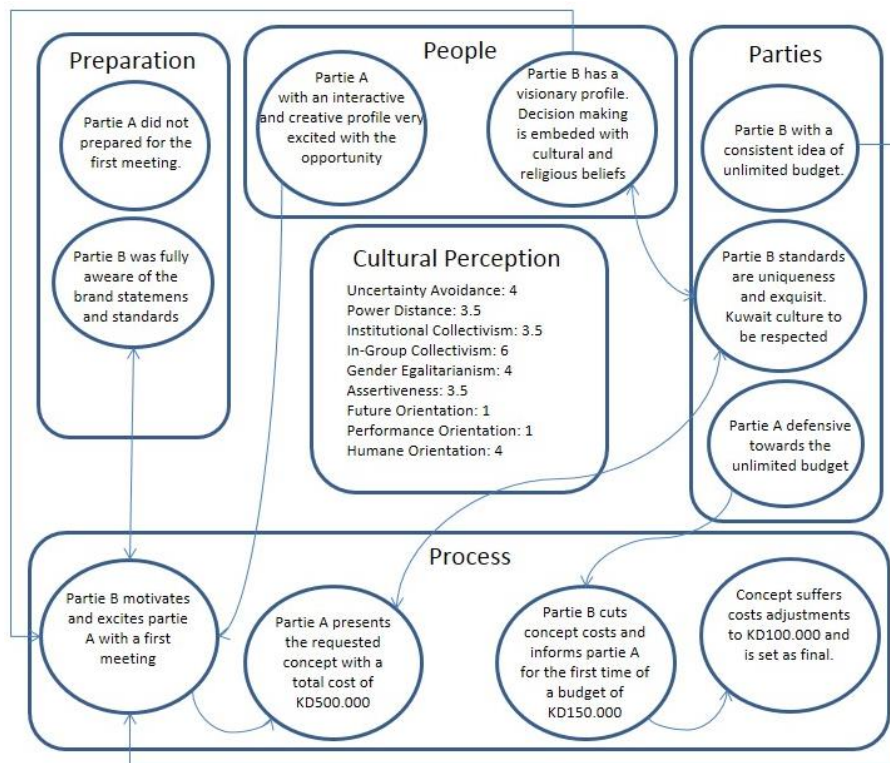 Preparation
Partie A did not
prepared for the
first meeting.
Partie B was fully
aweare of the
brand statemens
and standards
People
Partie A
with an interactive
and creative profile very
excited with the
opportunity
Partie B has a
visionary profile.
Decision making
is embeded with
cultural and
religious beliefs
Parties
Partie B with a
consistent idea of
unlimited budget.
Partie B standards
are uniqueness
and exquisit.
Kuwait culture to
be respected
Partie A defensive
towards the
unlimited budget
Cultural Perception
Uncertainty Avoidance: 4
Power Distance: 3.5
Institutional Collectivism: 3.5
In-Group Collectivism: 6
Gender Egalitarianism: 4
Assertiveness: 3.5
Future Orientation: 1
Performance Orientation: 1
Humane Orientation: 4
Process
Partie B motivates
and excites partie
A with a first
meeting
Partie A presents
the requested
concept with a
total cost of
KD500.000
Partie B cuts
concept costs and
informs partie A
for the first time of
a budget of
KD150.000
Concept suffers
costs adjustments
to KD100.000 and
is set as final.